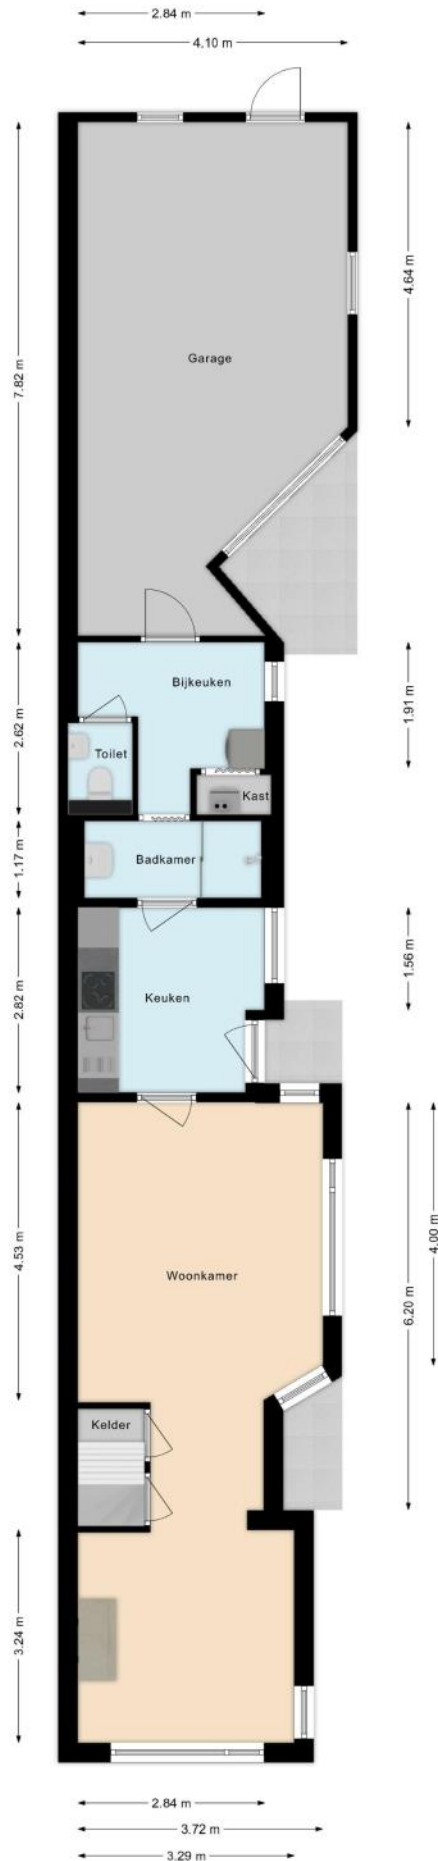 2.84 m
4.10 m
7.82 m
4.64 m
Garage
2.62 m
Bijkeuken
1.91 m
Toilet
Kast
1.17 m
Badkamer
2.82 m
1.56 m
Keuken
4.53 m
4.00 m
Woonkamer
6.20 m
Kelder
3.24 m
2.84 m
3.72 m
3.29 m